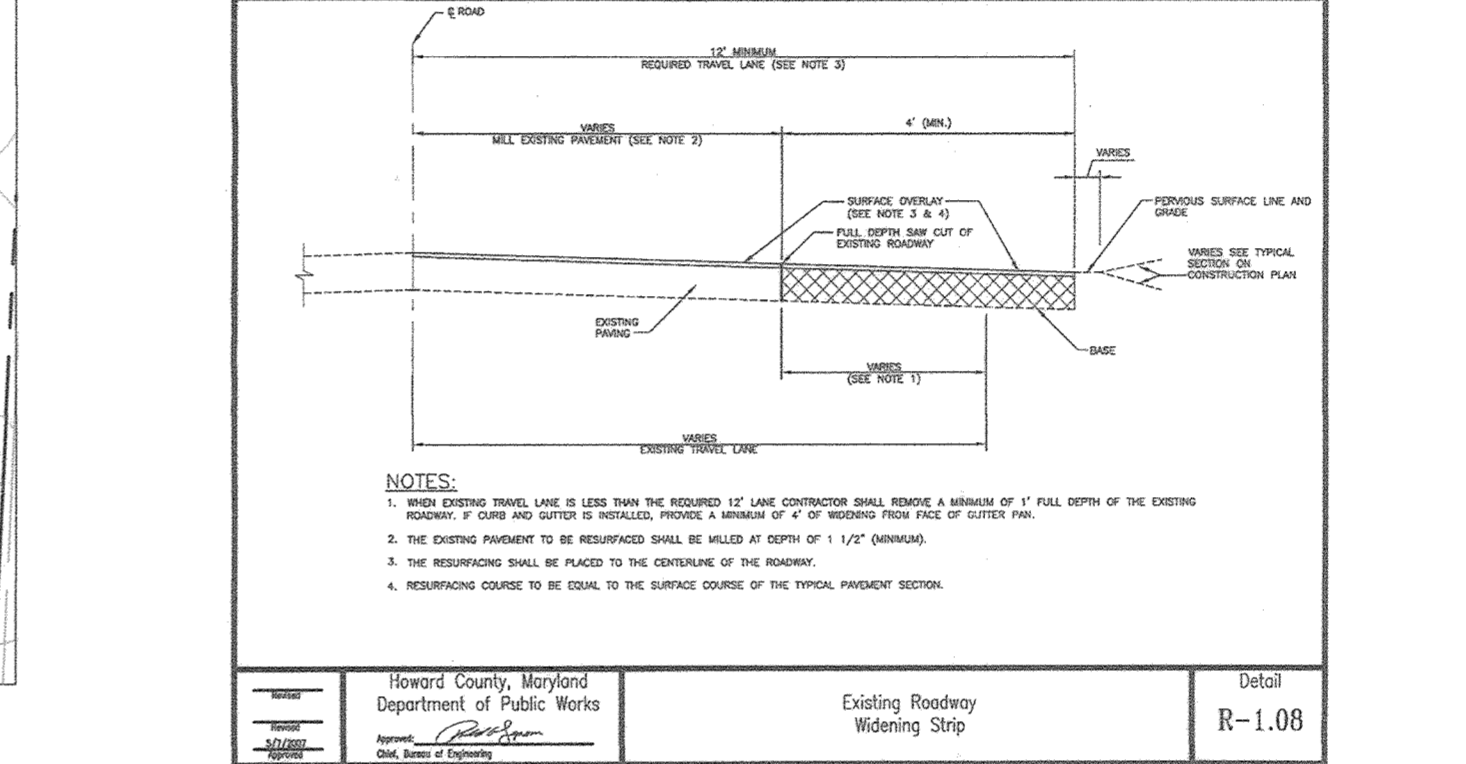 ℄ ROAD
12' MINIMUM
REQUIRED TRAVEL LANE (SEE NOTE 3)
VARIES
MILL EXISTING PAVEMENT (SEE NOTE 2)
4' (MIN.)
VARIES
SURFACE OVERLAY
(SEE NOTE 3 & 4)
FULL DEPTH SAW CUT OF
EXISTING ROADWAY
PERVIOUS SURFACE LINE AND
GRADE
VARIES SEE TYPICAL
SECTION ON
CONSTRUCTION PLAN
EXISTING
PAVING
BASE
VARIES
(SEE NOTE 1)
VARIES
EXISTING TRAVEL LANE
NOTES:
1. WHEN EXISTING TRAVEL LANE IS LESS THAN THE REQUIRED 12' LANE CONTRACTOR SHALL REMOVE A MINIMUM OF 1' FULL DEPTH OF THE EXISTING
ROADWAY. IF CURB AND GUTTER IS INSTALLED, PROVIDE A MINIMUM OF 4' OF WIDENING FROM FACE OF GUTTER PAN.
2. THE EXISTING PAVEMENT TO BE RESURFACED SHALL BE MILLED AT DEPTH OF 1 1/2" (MINIMUM).
3. THE RESURFACING SHALL BE PLACED TO THE CENTERLINE OF THE ROADWAY.
4. RESURFACING COURSE TO BE EQUAL TO THE SURFACE COURSE OF THE TYPICAL PAVEMENT SECTION.
Revised
Revised
5/7/2007
Approved
Howard County, Maryland
Department of Public Works
Approved:
Chief, Bureau of Engineering
Existing Roadway
Widening Strip
Detail
R-1.08